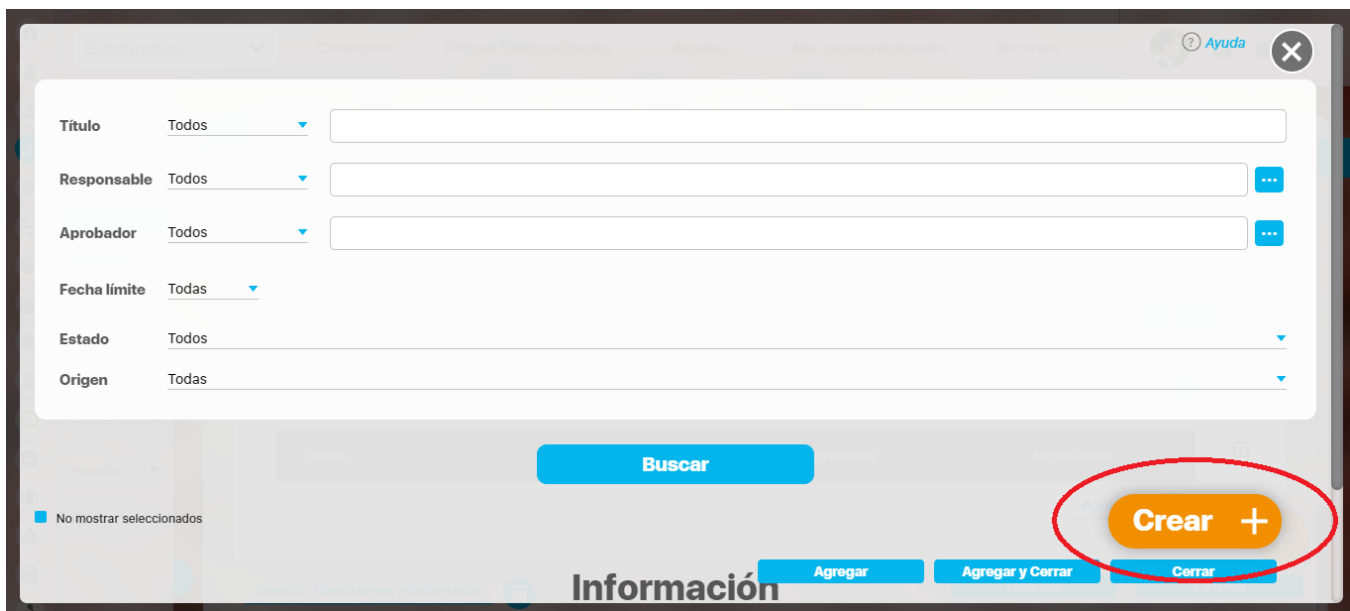 Búsquedas
Ayuda
Título Todos
Responsable Todos
Aprobador Todos
Fecha límite Todas
Estado Todos
Origen Todas
Buscar
No mostrar seleccionados
Crear +
Agregar Agregar y Cerrar Cerrar
Información